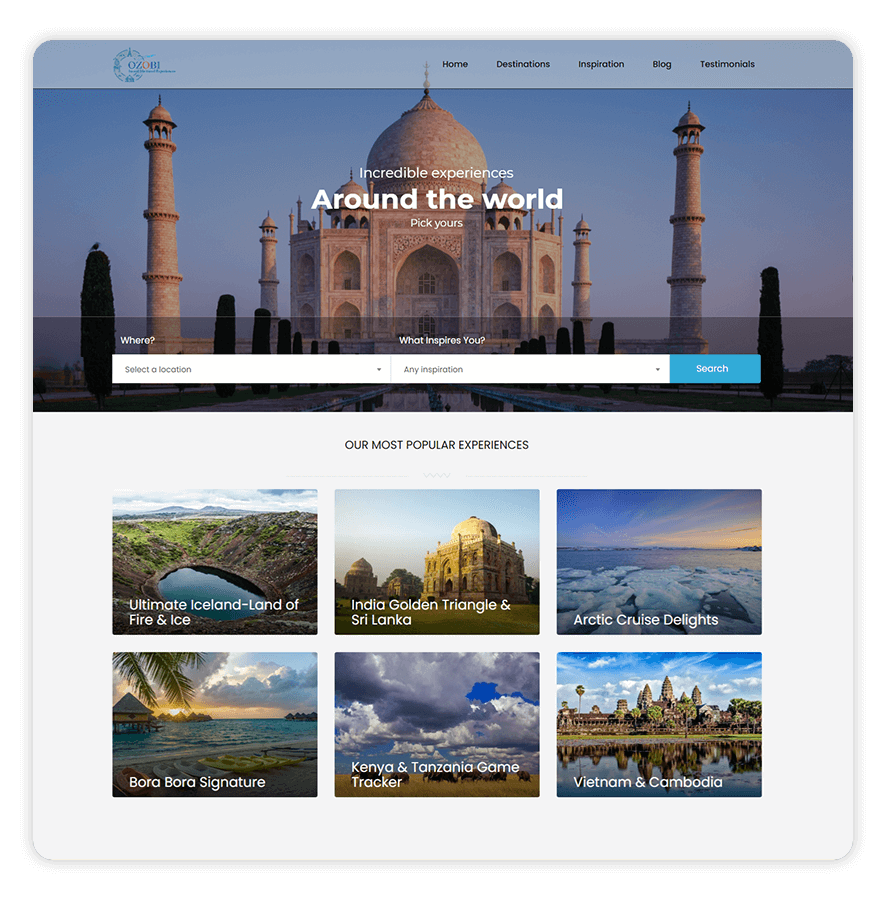 OZOBI
Home
Destinations
Inspiration
Blog
Testimonials
Incredible experiences
Around the world
Pick yours
Where?
What Inspires You?
Select a location
Any inspiration
Search
OUR MOST POPULAR EXPERIENCES
Ultimate Iceland-Land of
Fire & Ice
India Golden Triangle &
Sri Lanka
Arctic Cruise Delights
Bora Bora Signature
Kenya & Tanzania Game
Tracker
Vietnam & Cambodia